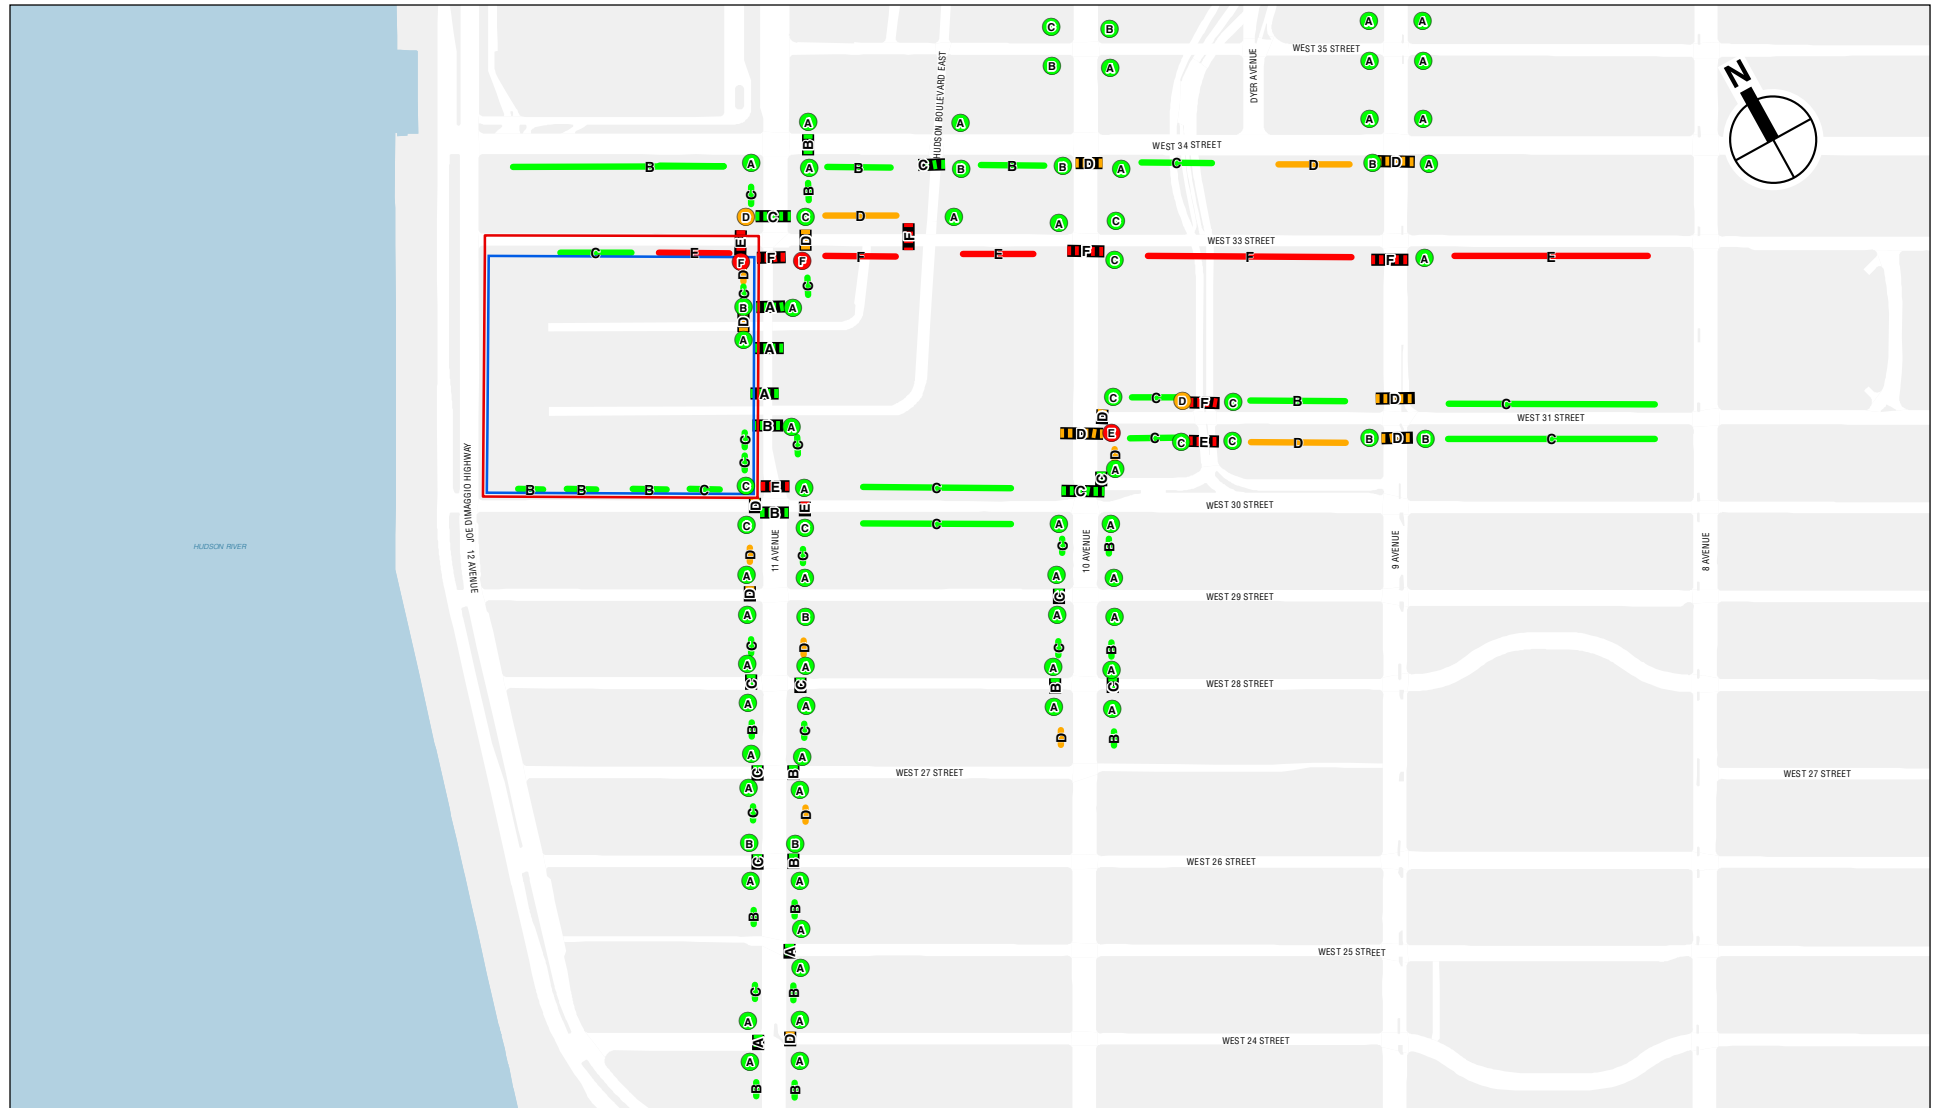 C B A A
WEST 35 STREET
N
B A A A
DYER AVENUE
HUDSON BOULEVARD EAST
A A A A
B
WEST 34 STREET
B A A B C B B B D A C D B D A
C B
D C C D A A C
E D F WEST 33 STREET
C E F F F F E F C F F A E
D C
C
B A A
D
A A
A
C C D F C B D C
D
WEST 31 STREET
B A D E C C E C D B D B C
C C D
C C A
B B B C C E A C C
D B E WEST 30 STREET
C C C A A
HUDSON RIVER
JOE DIMAGGIO HIGHWAY
12 AVENUE
11 AVENUE
10 AVENUE
9 AVENUE
8 AVENUE
D C C B
A A A A
D C WEST 29 STREET
A B A A
C D C B
A A A A
C C B C WEST 28 STREET
A A A A
B C D B
A A
C B WEST 27 STREET WEST 27 STREET
A A
C D
B B
C B WEST 26 STREET
A A
B B
A
A WEST 25 STREET
A
C B
A A
A D WEST 24 STREET
A A
B B